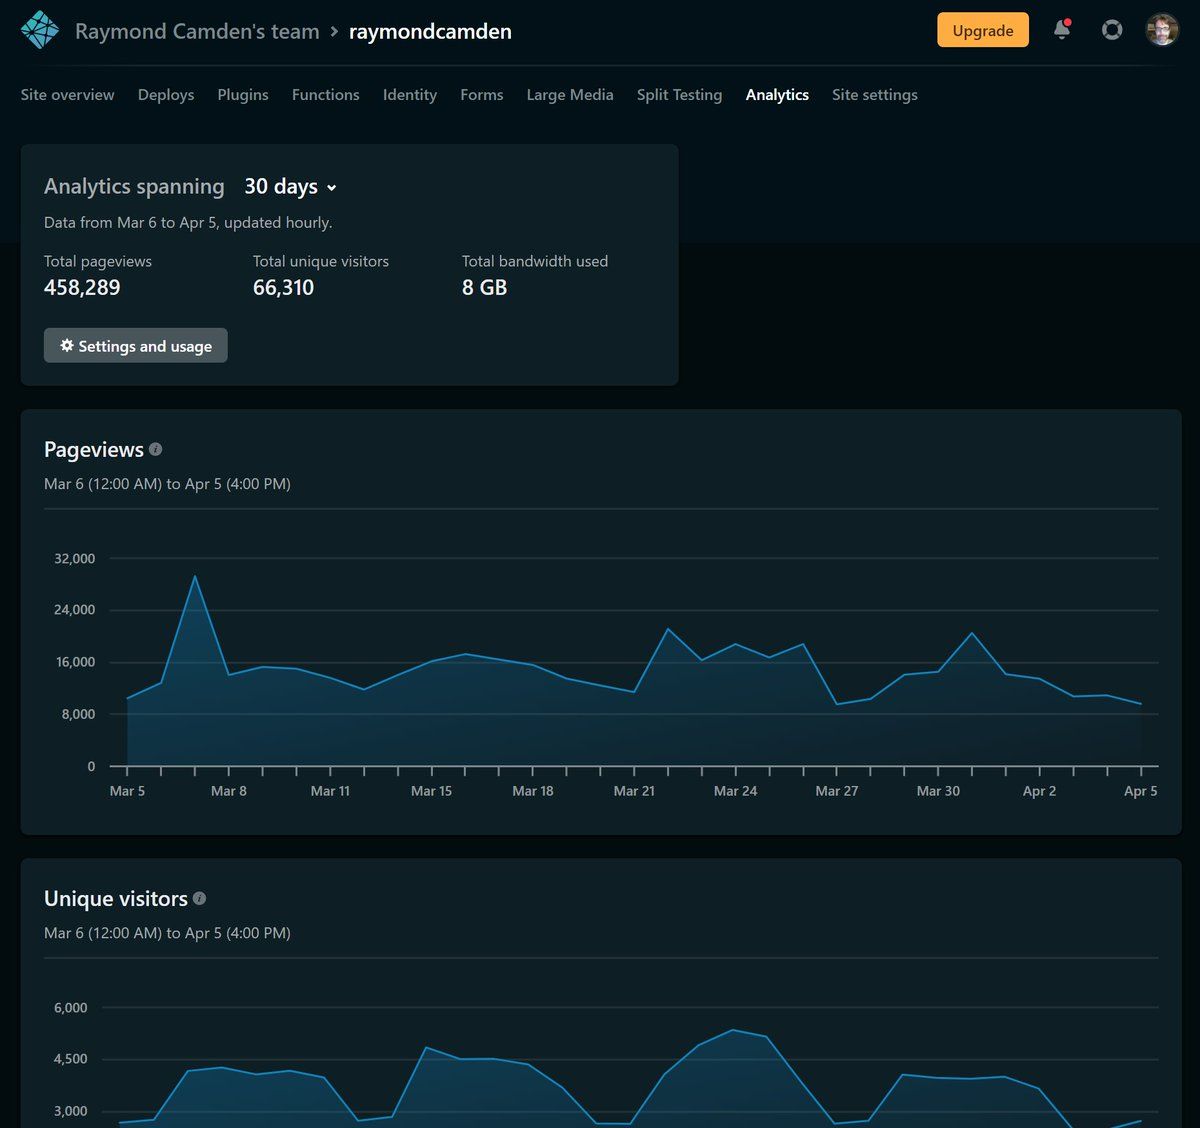 Raymond Camden's team > raymondcamden
Upgrade
Site overview Deploys Plugins Functions Identity Forms Large Media Split Testing Analytics Site settings
Analytics spanning 30 days
Data from Mar 6 to Apr 5, updated hourly.
Total pageviews Total unique visitors Total bandwidth used
458,289 66,310 8 GB
Settings and usage
Pageviews
Mar 6 (12:00 AM) to Apr 5 (4:00 PM)
32,000
24,000
16,000
8,000
0
Mar 5 Mar 8 Mar 11 Mar 15 Mar 18 Mar 21 Mar 24 Mar 27 Mar 30 Apr 2 Apr 5
Unique visitors
Mar 6 (12:00 AM) to Apr 5 (4:00 PM)
6,000
4,500
3,000